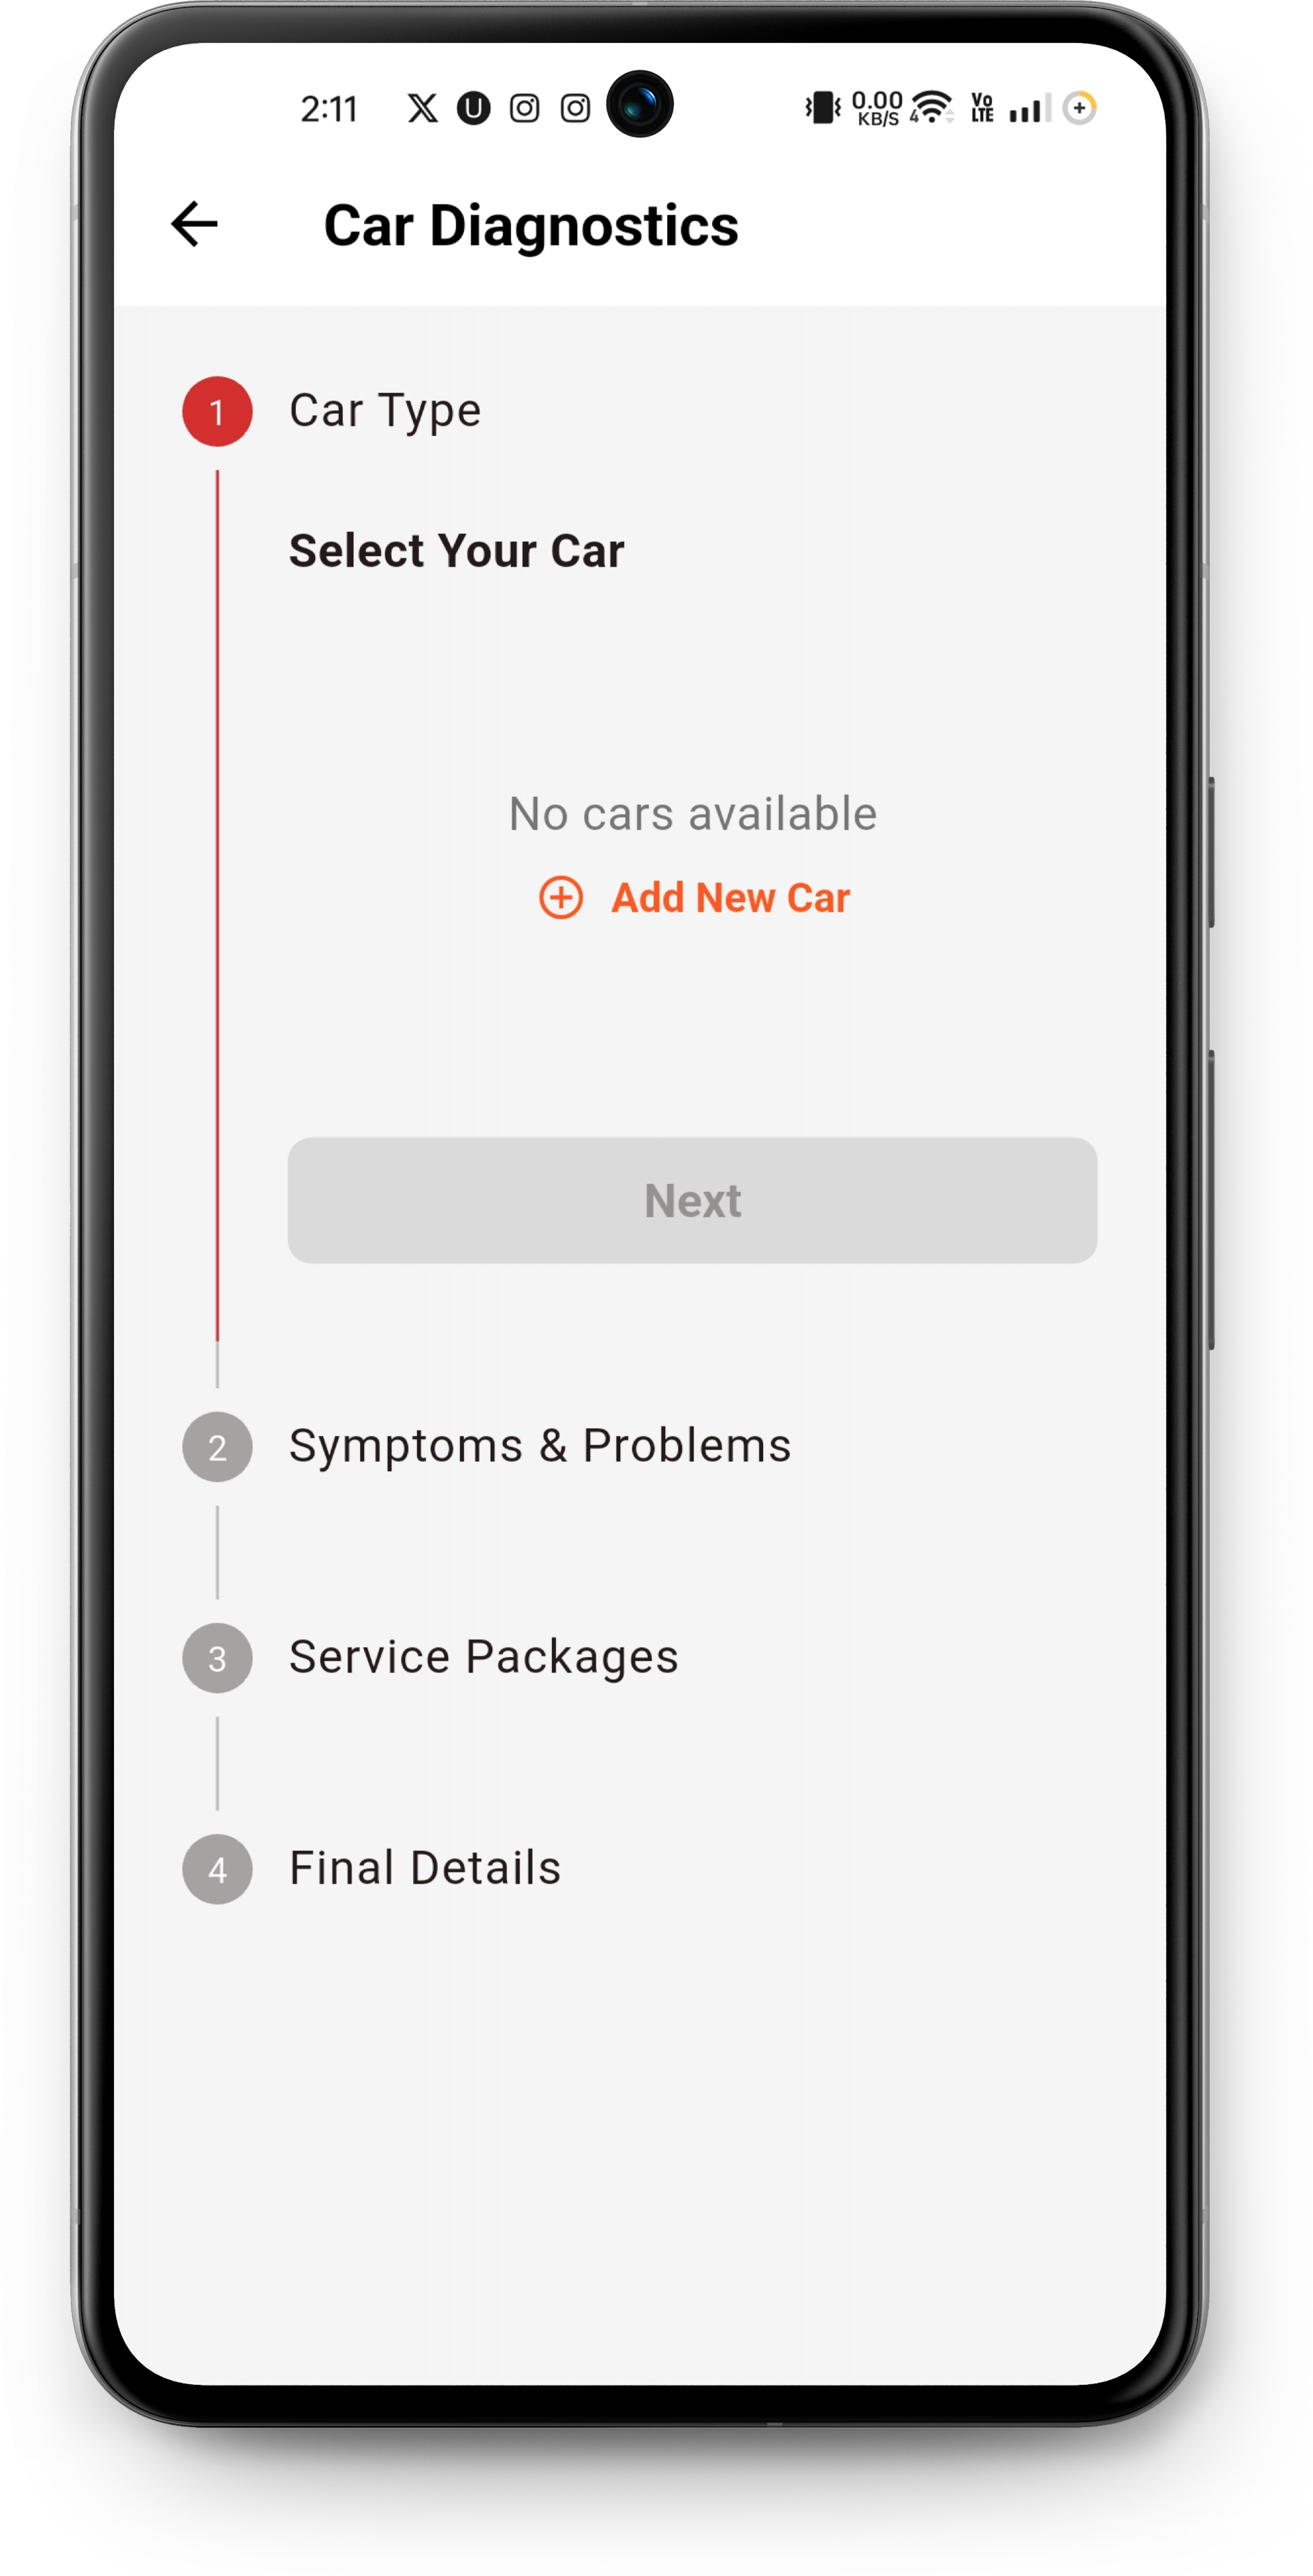 2:11 X U 0.00 KB/S 4 Vo LTE
Car Diagnostics
1 Car Type
Select Your Car
No cars available
Add New Car
Next
2 Symptoms & Problems
3 Service Packages
4 Final Details